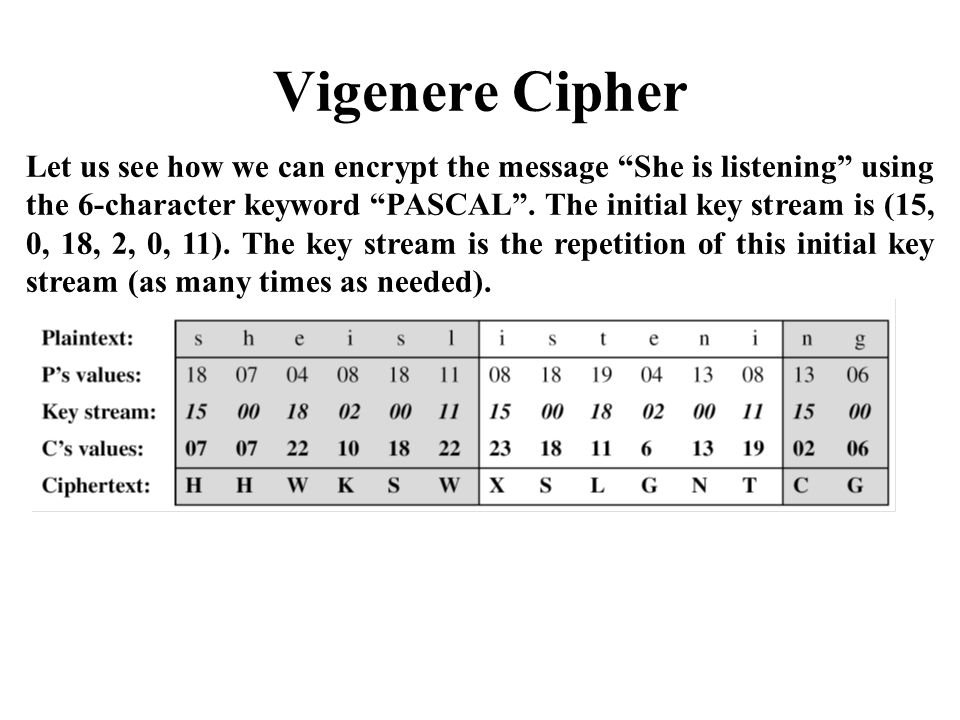 Vigenere Cipher
Let us see how we can encrypt the message “She is listening” using
the 6-character keyword “PASCAL”. The initial key stream is (15,
0, 18, 2, 0, 11). The key stream is the repetition of this initial key
stream (as many times as needed).
Plaintext: s h e i s l i s t e n i n g
P’s values: 18 07 04 08 18 11 08 18 19 04 13 08 13 06
Key stream: 15 00 18 02 00 11 15 00 18 02 00 11 15 00
C’s values: 07 07 22 10 18 22 23 18 11 6 13 19 02 06
Ciphertext: H H W K S W X S L G N T C G